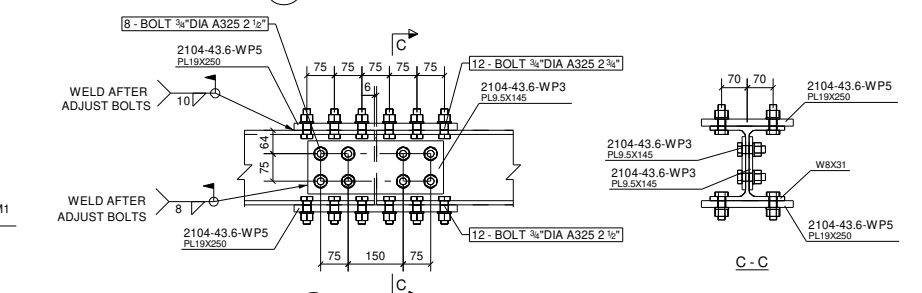 8 - BOLT ¾"DIA A325 2 ½"
C
2104-43.6-WP5
PL19X250
75 75 75 75 75
12 - BOLT ¾"DIA A325 2 ¾"
6
2104-43.6-WP3
PL9.5X145
WELD AFTER
ADJUST BOLTS
10
64
75
WELD AFTER
ADJUST BOLTS
8
M1
2104-43.6-WP5
PL19X250
12 - BOLT ¾"DIA A325 2 ½"
75 150 75
C
70 70
2104-43.6-WP5
PL19X250
2104-43.6-WP3
PL9.5X145
2104-43.6-WP3
PL9.5X145
W8X31
2104-43.6-WP5
PL19X250
C - C